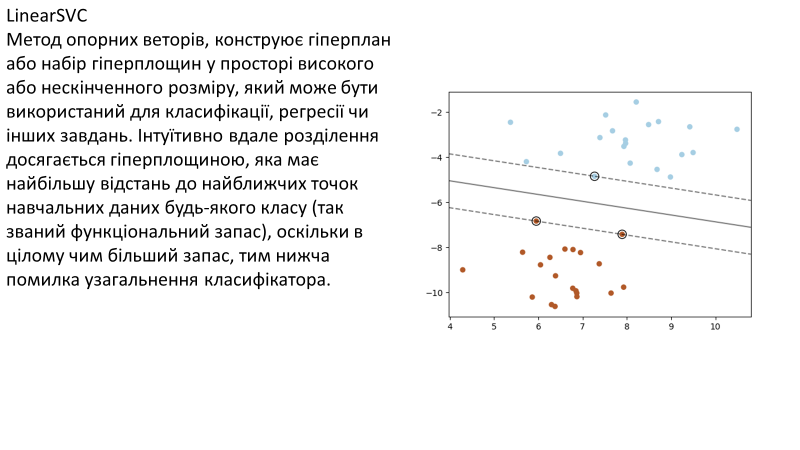 LinearSVC
Метод опорних веторів, конструює гіперплан
або набір гіперплощин у просторі високого
або нескінченного розміру, який може бути
використаний для класифікації, регресії чи
інших завдань. Інтуїтивно вдале розділення
досягається гіперплощиною, яка має
найбільшу відстань до найближчих точок
навчальних даних будь-якого класу (так
званий функціональний запас), оскільки в
цілому чим більший запас, тим нижча
помилка узагальнення класифікатора.
−2
−4
−6
−8
−10
4 5 6 7 8 9 10